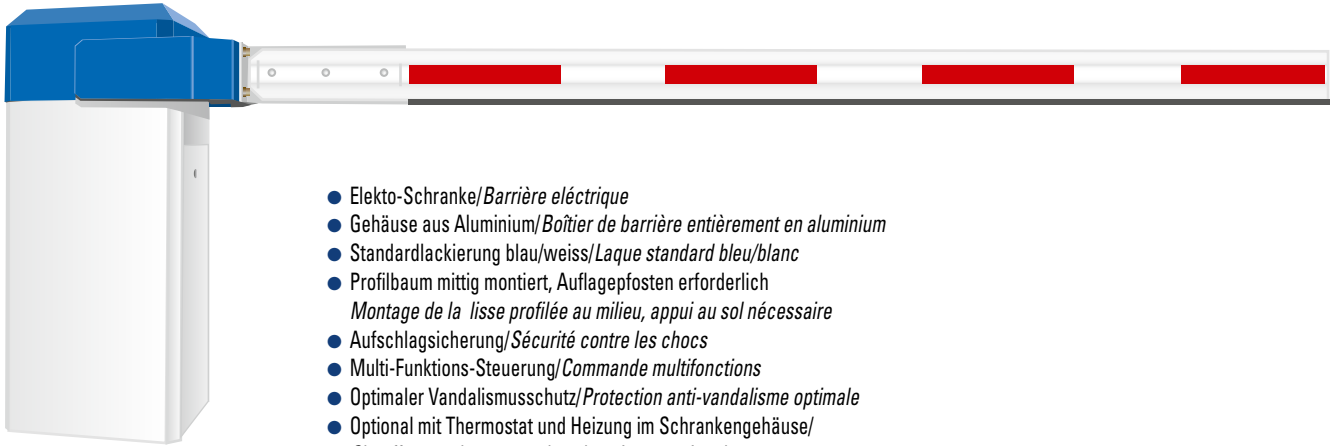 ● Elekto-Schranke/Barrière eléctrique
● Gehäuse aus Aluminium/Boîtier de barrière entièrement en aluminium
● Standardlackierung blau/weiss/Laque standard bleu/blanc
● Profilbaum mittig montiert, Auflagepfosten erforderlich
Montage de la lisse profilée au milieu, appui au sol nécessaire
● Aufschlagsicherung/Sécurité contre les chocs
● Multi-Funktions-Steuerung/Commande multifonctions
● Optimaler Vandalismusschutz/Protection anti-vandalisme optimale
● Optional mit Thermostat und Heizung im Schrankengehäuse/